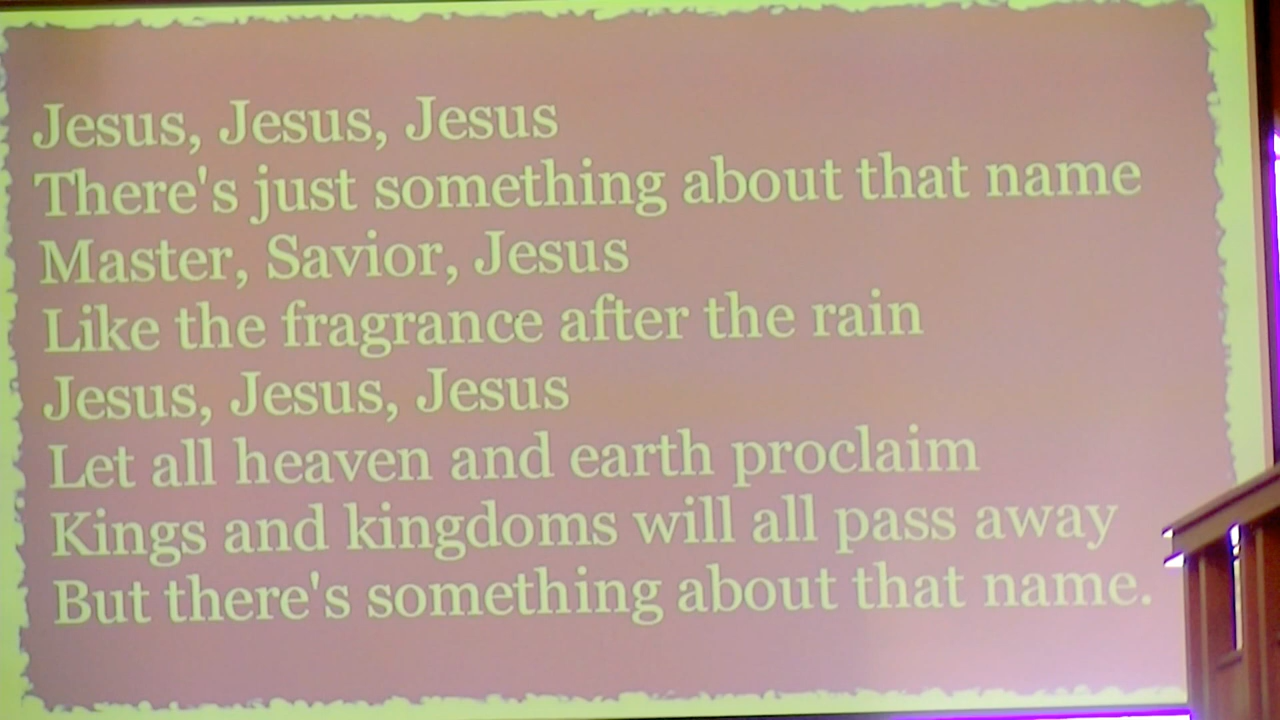 Jesus, Jesus, Jesus
There's just something about that name
Master, Savior, Jesus
Like the fragrance after the rain
Jesus, Jesus, Jesus
Let all heaven and earth proclaim
Kings and kingdoms will all pass away
But there's something about that name.